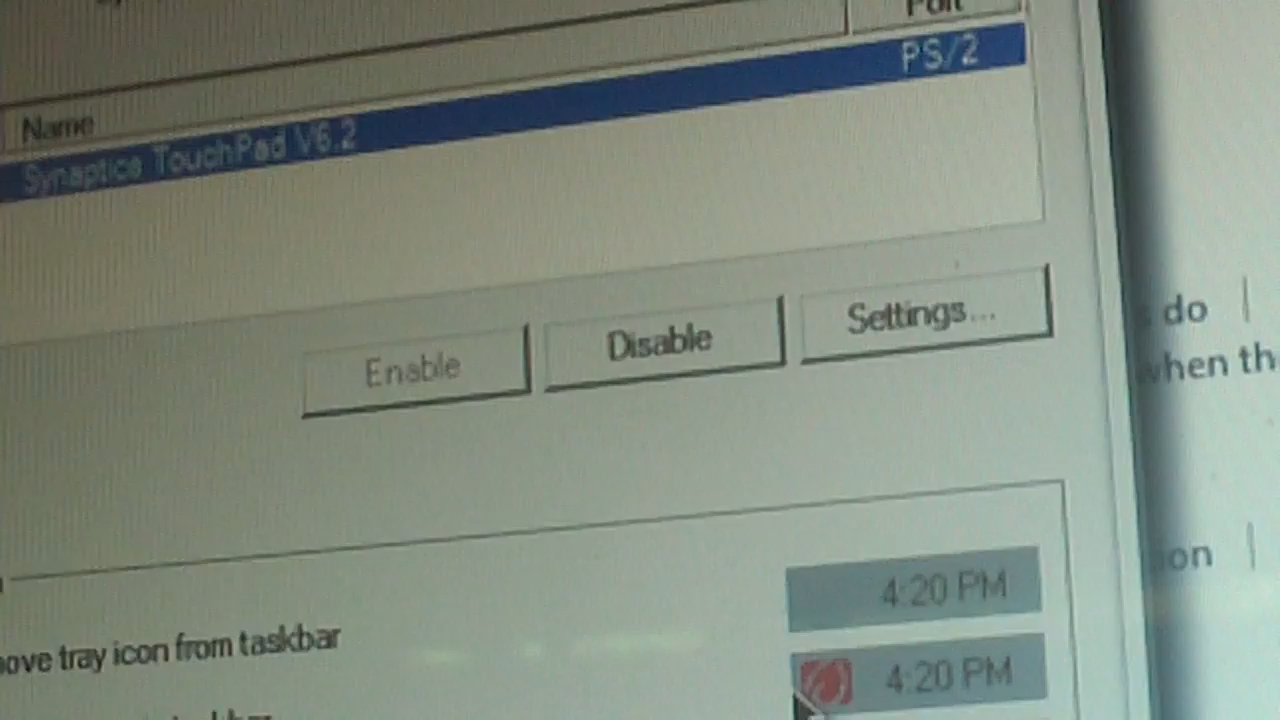 Port
Name
Synaptics TouchPad V6.2 PS/2
Enable Disable Settings...
do |
when th
4:20 PM
on |
tray icon from taskbar
4:20 PM